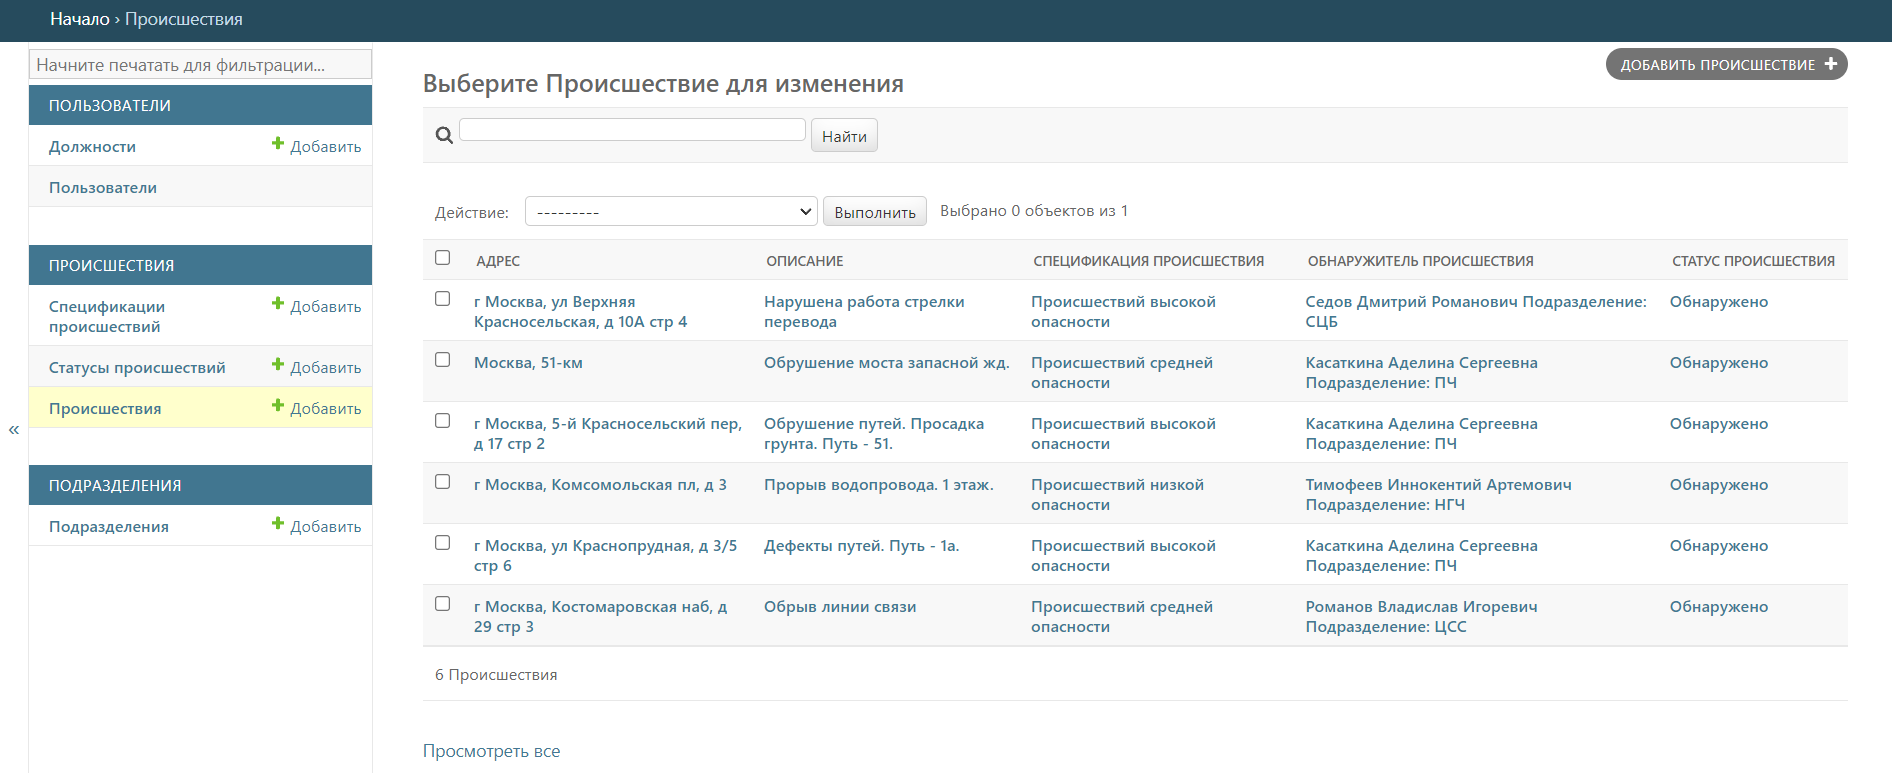 Начало › Происшествия
Начните печатать для фильтрации...
ПОЛЬЗОВАТЕЛИ
Должности Добавить
Пользователи
ПРОИСШЕСТВИЯ
Спецификации Добавить
происшествий
Статусы происшествий Добавить
Происшествия Добавить
«
ПОДРАЗДЕЛЕНИЯ
Подразделения Добавить
ДОБАВИТЬ ПРОИСШЕСТВИЕ
Выберите Происшествие для изменения
Найти
Действие: --------- Выполнить Выбрано 0 объектов из 1
АДРЕС ОПИСАНИЕ СПЕЦИФИКАЦИЯ ПРОИСШЕСТВИЯ ОБНАРУЖИТЕЛЬ ПРОИСШЕСТВИЯ СТАТУС ПРОИСШЕСТВИЯ
г Москва, ул Верхняя Нарушена работа стрелки Происшествий высокой Седов Дмитрий Романович Подразделение: Обнаружено
Красносельская, д 10А стр 4 перевода опасности СЦБ
Москва, 51-км Обрушение моста запасной жд. Происшествий средней Касаткина Аделина Сергеевна Обнаружено
опасности Подразделение: ПЧ
г Москва, 5-й Красносельский пер, Обрушение путей. Просадка Происшествий высокой Касаткина Аделина Сергеевна Обнаружено
д 17 стр 2 грунта. Путь - 51. опасности Подразделение: ПЧ
г Москва, Комсомольская пл, д 3 Прорыв водопровода. 1 этаж. Происшествий низкой Тимофеев Иннокентий Артемович Обнаружено
опасности Подразделение: НГЧ
г Москва, ул Краснопрудная, д 3/5 Дефекты путей. Путь - 1а. Происшествий высокой Касаткина Аделина Сергеевна Обнаружено
стр 6 опасности Подразделение: ПЧ
г Москва, Костомаровская наб, д Обрыв линии связи Происшествий средней Романов Владислав Игоревич Обнаружено
29 стр 3 опасности Подразделение: ЦСС
6 Происшествия
Просмотреть все